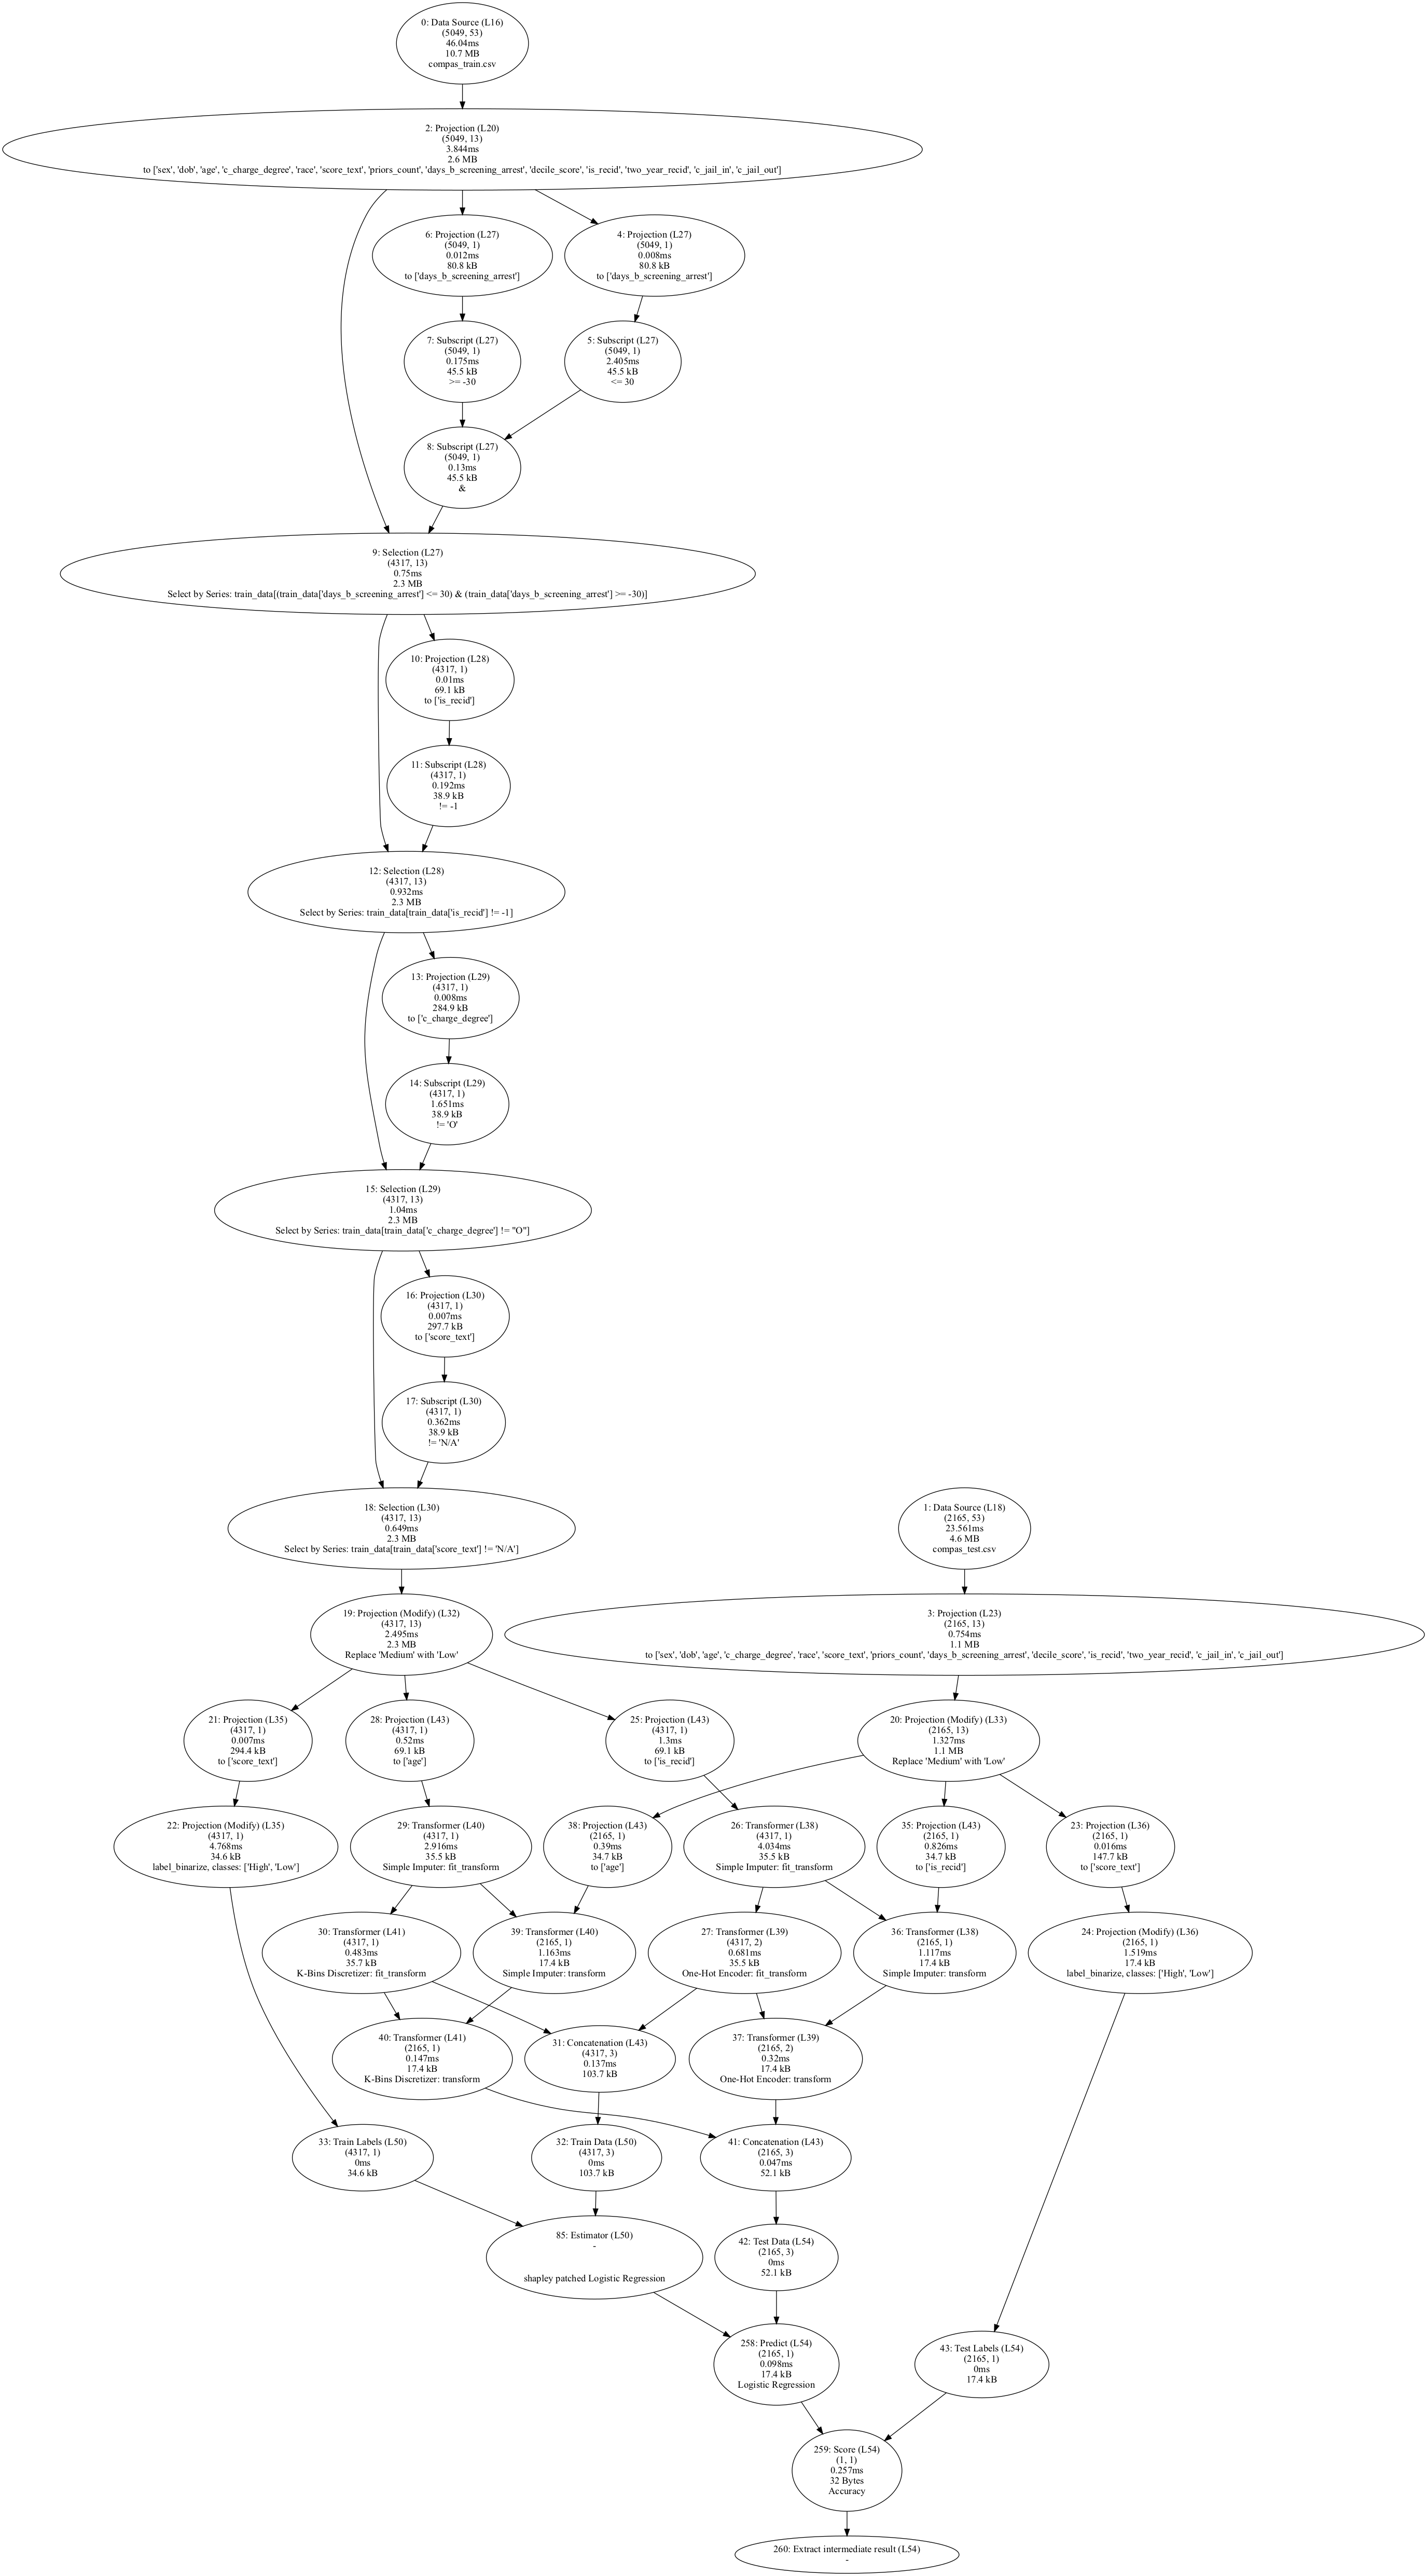 0: Data Source (L16)
(5049, 53)
46.04ms
10.7 MB
compas_train.csv
2: Projection (L20)
(5049, 13)
3.844ms
2.6 MB
to ['sex', 'dob', 'age', 'c_charge_degree', 'race', 'score_text', 'priors_count', 'days_b_screening_arrest', 'decile_score', 'is_recid', 'two_year_recid', 'c_jail_in', 'c_jail_out']
6: Projection (L27)
(5049, 1)
0.012ms
80.8 kB
to ['days_b_screening_arrest']
4: Projection (L27)
(5049, 1)
0.008ms
80.8 kB
to ['days_b_screening_arrest']
7: Subscript (L27)
(5049, 1)
0.175ms
45.5 kB
>= -30
5: Subscript (L27)
(5049, 1)
2.405ms
45.5 kB
<= 30
8: Subscript (L27)
(5049, 1)
0.13ms
45.5 kB
&
9: Selection (L27)
(4317, 13)
0.75ms
2.3 MB
Select by Series: train_data[(train_data['days_b_screening_arrest'] <= 30) & (train_data['days_b_screening_arrest'] >= -30)]
10: Projection (L28)
(4317, 1)
0.01ms
69.1 kB
to ['is_recid']
11: Subscript (L28)
(4317, 1)
0.192ms
38.9 kB
!= -1
12: Selection (L28)
(4317, 13)
0.932ms
2.3 MB
Select by Series: train_data[train_data['is_recid'] != -1]
13: Projection (L29)
(4317, 1)
0.008ms
284.9 kB
to ['c_charge_degree']
14: Subscript (L29)
(4317, 1)
1.651ms
38.9 kB
!= 'O'
15: Selection (L29)
(4317, 13)
1.04ms
2.3 MB
Select by Series: train_data[train_data['c_charge_degree'] != "O"]
16: Projection (L30)
(4317, 1)
0.007ms
297.7 kB
to ['score_text']
17: Subscript (L30)
(4317, 1)
0.362ms
38.9 kB
!= 'N/A'
18: Selection (L30)
(4317, 13)
0.649ms
2.3 MB
Select by Series: train_data[train_data['score_text'] != 'N/A']
1: Data Source (L18)
(2165, 53)
23.561ms
4.6 MB
compas_test.csv
19: Projection (Modify) (L32)
(4317, 13)
2.495ms
2.3 MB
Replace 'Medium' with 'Low'
3: Projection (L23)
(2165, 13)
0.754ms
1.1 MB
to ['sex', 'dob', 'age', 'c_charge_degree', 'race', 'score_text', 'priors_count', 'days_b_screening_arrest', 'decile_score', 'is_recid', 'two_year_recid', 'c_jail_in', 'c_jail_out']
21: Projection (L35)
(4317, 1)
0.007ms
294.4 kB
to ['score_text']
28: Projection (L43)
(4317, 1)
0.52ms
69.1 kB
to ['age']
25: Projection (L43)
(4317, 1)
1.3ms
69.1 kB
to ['is_recid']
20: Projection (Modify) (L33)
(2165, 13)
1.327ms
1.1 MB
Replace 'Medium' with 'Low'
22: Projection (Modify) (L35)
(4317, 1)
4.768ms
34.6 kB
label_binarize, classes: ['High', 'Low']
29: Transformer (L40)
(4317, 1)
2.916ms
35.5 kB
Simple Imputer: fit_transform
38: Projection (L43)
(2165, 1)
0.39ms
34.7 kB
to ['age']
26: Transformer (L38)
(4317, 1)
4.034ms
35.5 kB
Simple Imputer: fit_transform
35: Projection (L43)
(2165, 1)
0.826ms
34.7 kB
to ['is_recid']
23: Projection (L36)
(2165, 1)
0.016ms
147.7 kB
to ['score_text']
30: Transformer (L41)
(4317, 1)
0.483ms
35.7 kB
K-Bins Discretizer: fit_transform
39: Transformer (L40)
(2165, 1)
1.163ms
17.4 kB
Simple Imputer: transform
27: Transformer (L39)
(4317, 2)
0.681ms
35.5 kB
One-Hot Encoder: fit_transform
36: Transformer (L38)
(2165, 1)
1.117ms
17.4 kB
Simple Imputer: transform
24: Projection (Modify) (L36)
(2165, 1)
1.519ms
17.4 kB
label_binarize, classes: ['High', 'Low']
40: Transformer (L41)
(2165, 1)
0.147ms
17.4 kB
K-Bins Discretizer: transform
31: Concatenation (L43)
(4317, 3)
0.137ms
103.7 kB
37: Transformer (L39)
(2165, 2)
0.32ms
17.4 kB
One-Hot Encoder: transform
33: Train Labels (L50)
(4317, 1)
0ms
34.6 kB
32: Train Data (L50)
(4317, 3)
0ms
103.7 kB
41: Concatenation (L43)
(2165, 3)
0.047ms
52.1 kB
85: Estimator (L50)
-
shapley patched Logistic Regression
42: Test Data (L54)
(2165, 3)
0ms
52.1 kB
258: Predict (L54)
(2165, 1)
0.098ms
17.4 kB
Logistic Regression
43: Test Labels (L54)
(2165, 1)
0ms
17.4 kB
259: Score (L54)
(1, 1)
0.257ms
32 Bytes
Accuracy
260: Extract intermediate result (L54)
-